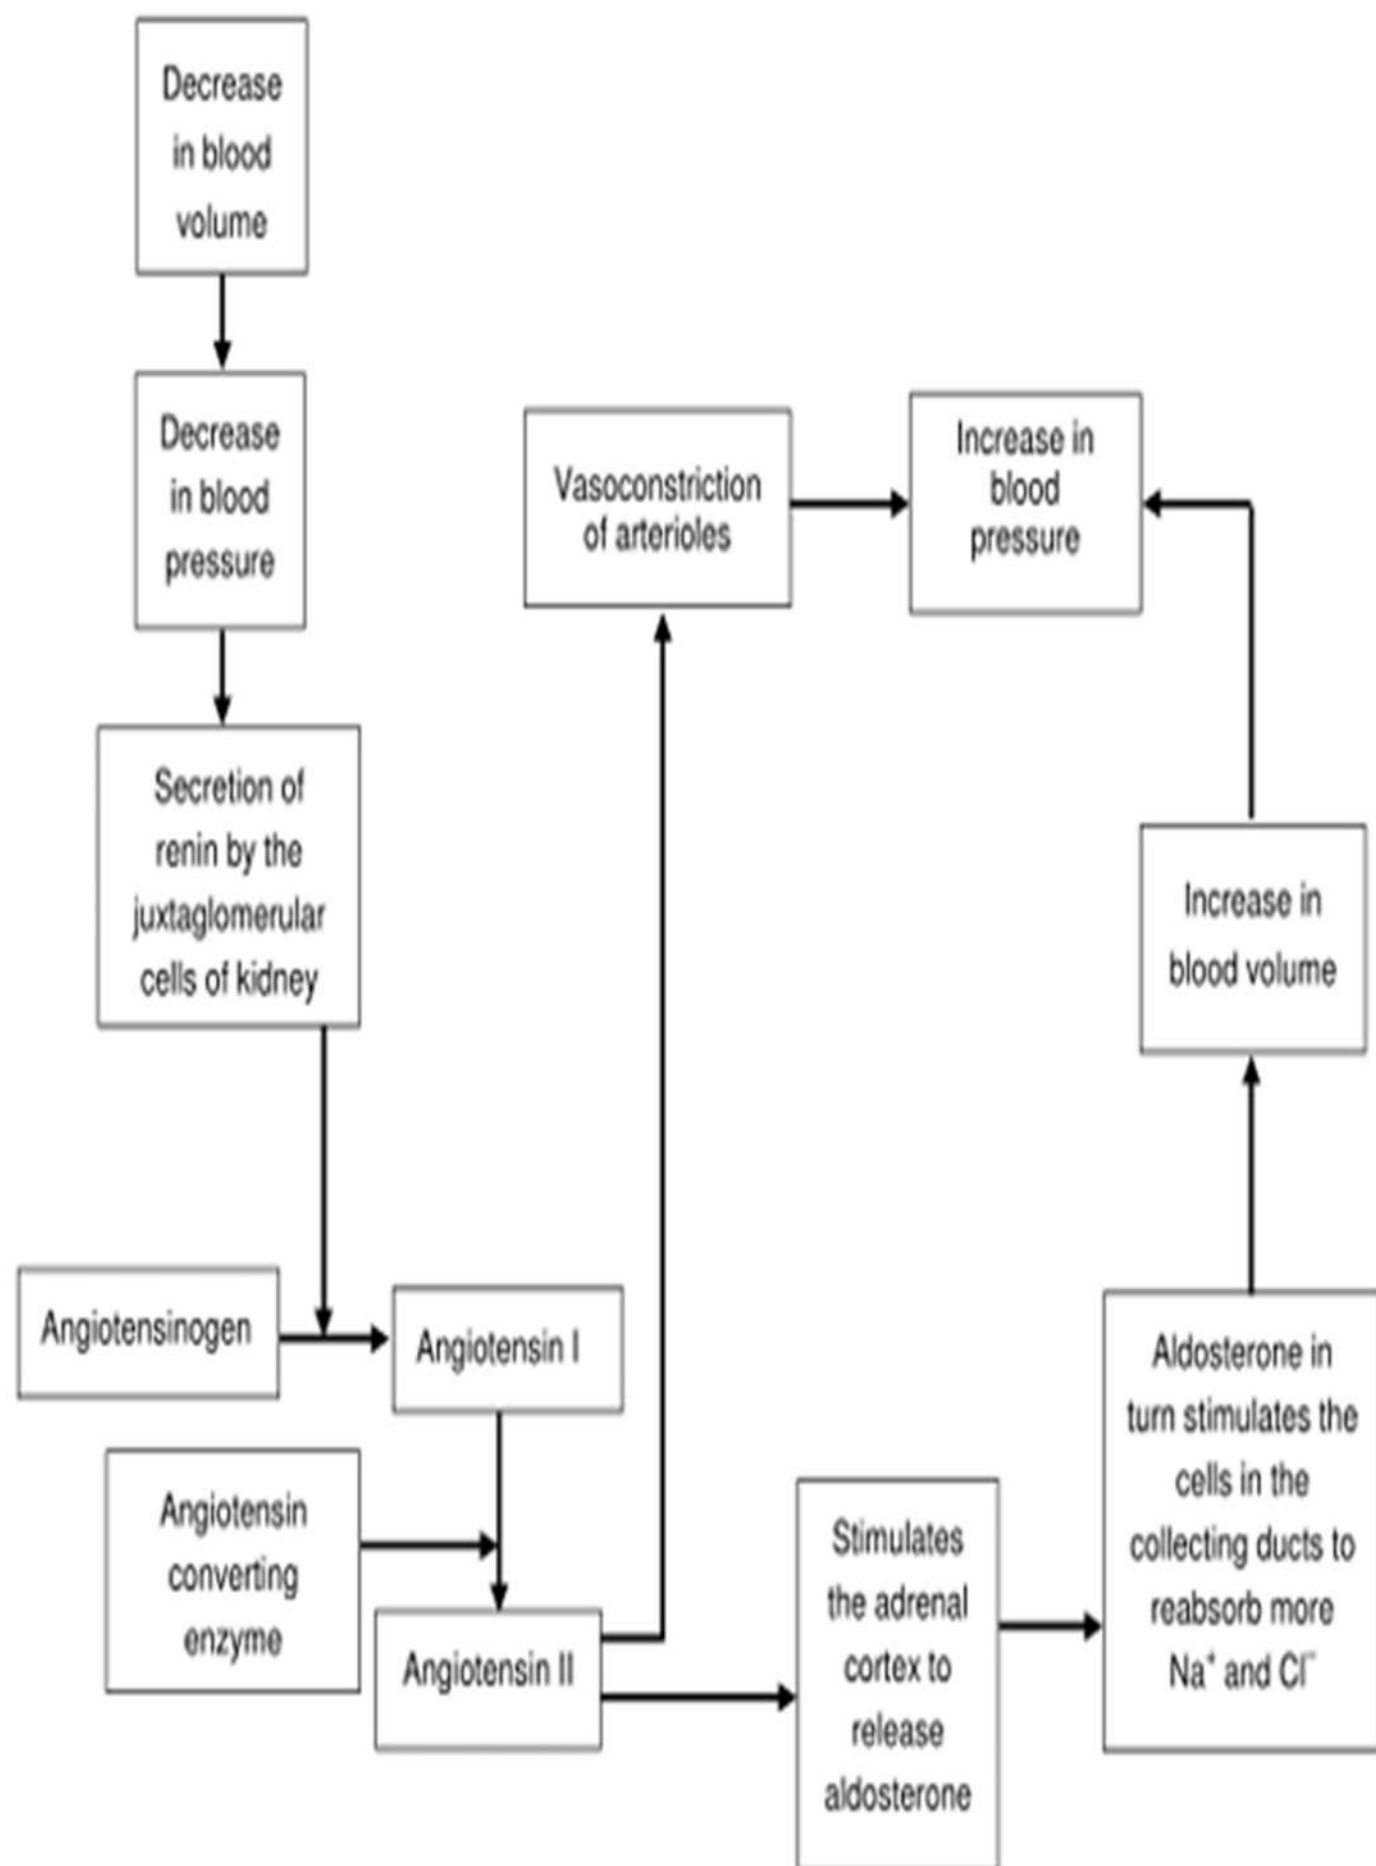 Decrease
in blood
volume
Decrease
in blood
pressure
Secretion of
renin by the
juxtaglomerular
cells of kidney
Angiotensinogen
Angiotensin I
Angiotensin
converting
enzyme
Angiotensin II
Vasoconstriction
of arterioles
Increase in
blood
pressure
Stimulates
the adrenal
cortex to
release
aldosterone
Aldosterone in
turn stimulates the
cells in the
collecting ducts to
reabsorb more
Na⁺ and Cl⁻
Increase in
blood volume